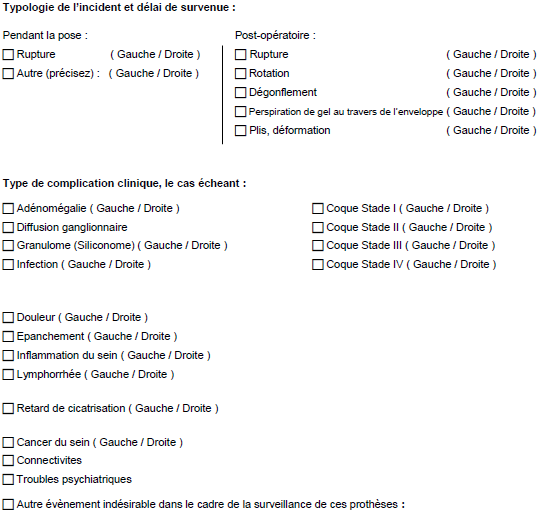 Typologie de l'incident et délai de survenue :
Pendant la pose :
Rupture ( Gauche / Droite )
Autre (précisez) : ( Gauche / Droite )
Post-opératoire :
Rupture ( Gauche / Droite )
Rotation ( Gauche / Droite )
Dégonflement ( Gauche / Droite )
Perspiration de gel au travers de l'enveloppe ( Gauche / Droite )
Plis, déformation ( Gauche / Droite )
Type de complication clinique, le cas écheant :
Adénomégalie ( Gauche / Droite )
Diffusion ganglionnaire
Granulome (Siliconome) ( Gauche / Droite )
Infection ( Gauche / Droite )
Coque Stade I ( Gauche / Droite )
Coque Stade II ( Gauche / Droite )
Coque Stade III ( Gauche / Droite )
Coque Stade IV ( Gauche / Droite )
Douleur ( Gauche / Droite )
Epanchement ( Gauche / Droite )
Inflammation du sein ( Gauche / Droite )
Lymphorrhée ( Gauche / Droite )
Retard de cicatrisation ( Gauche / Droite )
Cancer du sein ( Gauche / Droite )
Connectivites
Troubles psychiatriques
Autre évènement indésirable dans le cadre de la surveillance de ces prothèses :